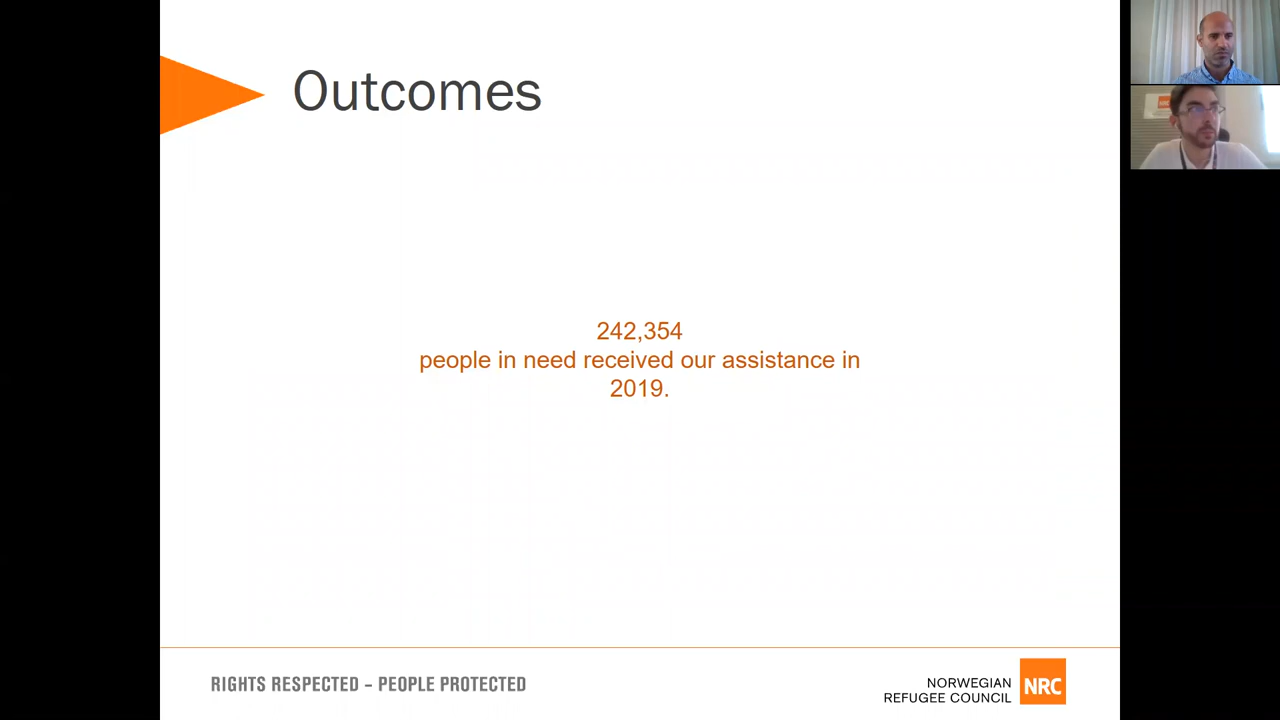 Outcomes
242,354
people in need received our assistance in
2019.
RIGHTS RESPECTED – PEOPLE PROTECTED
NORWEGIAN
REFUGEE COUNCIL
NRC
NRC